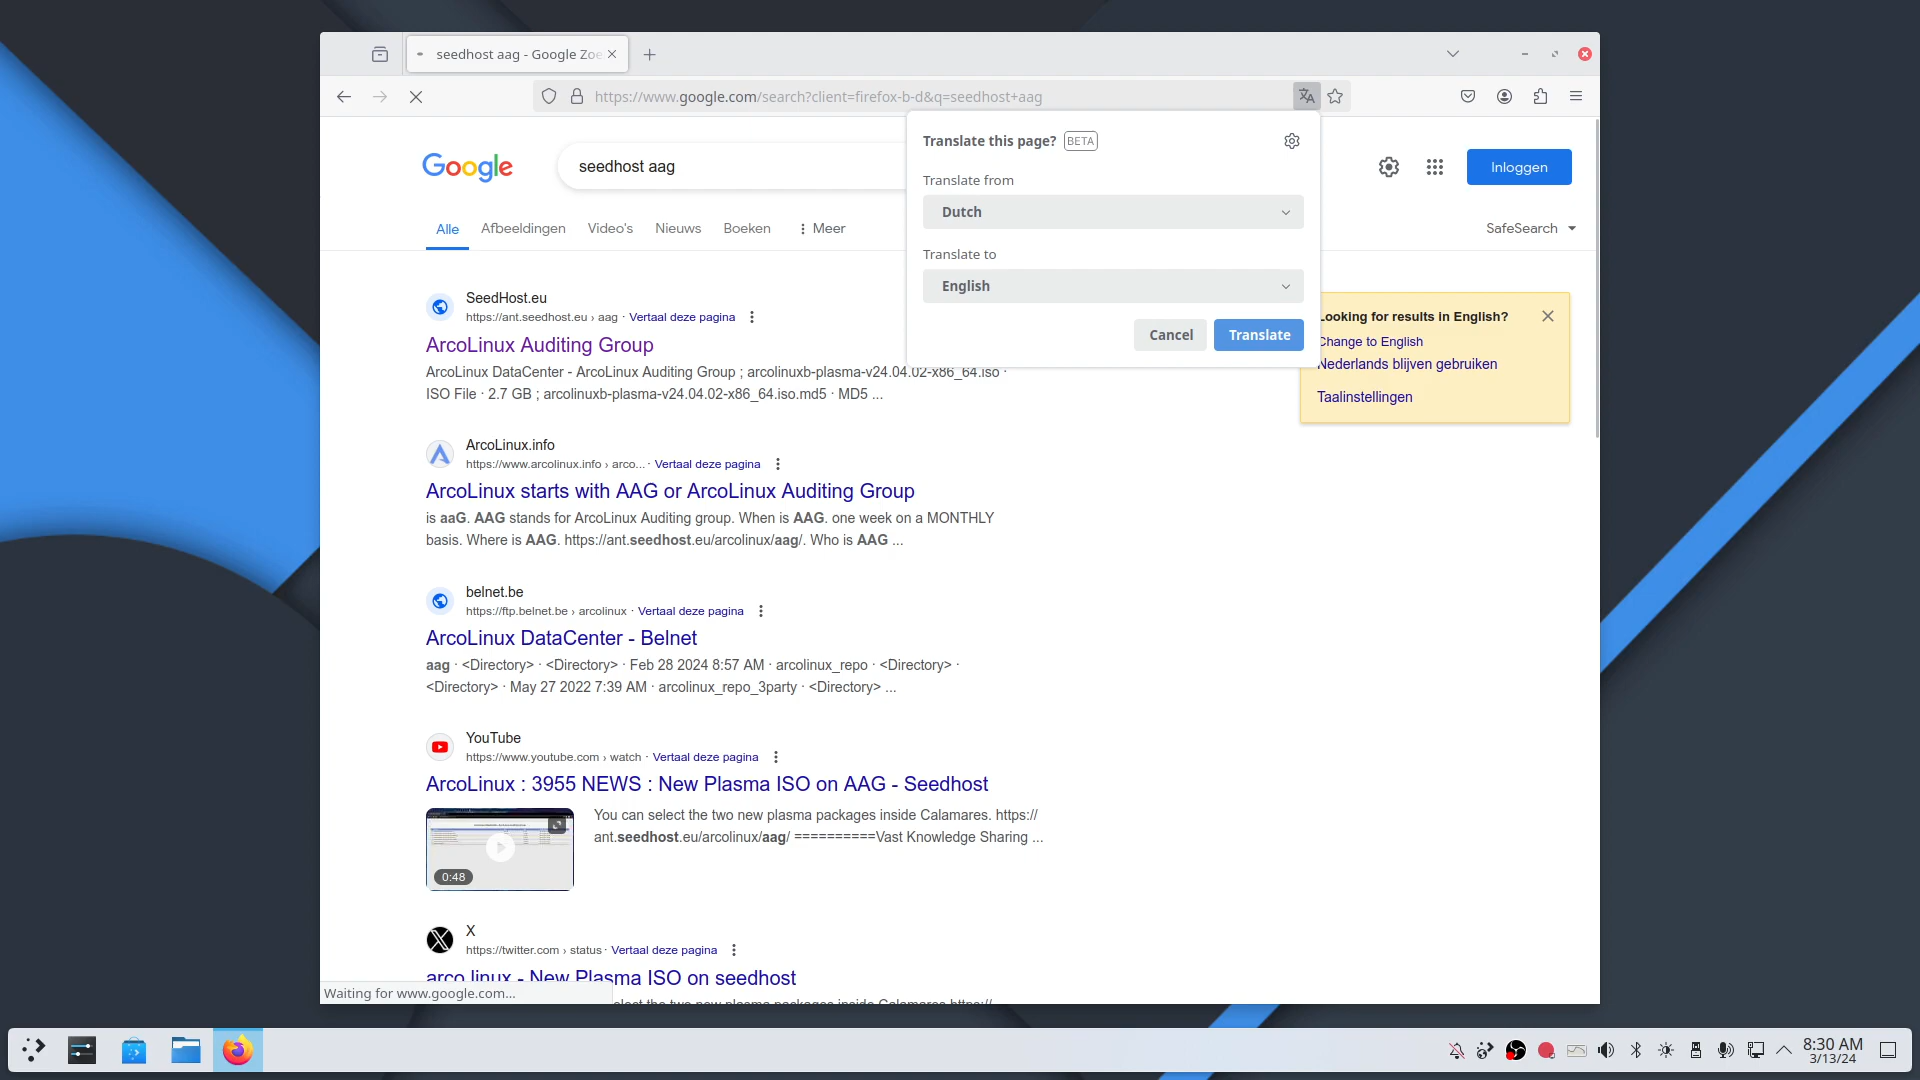 seedhost aag - Google Zoe
https://www.google.com/search?client=firefox-b-d&q=seedhost+aag
Translate this page? BETA
Translate from
Dutch
Translate to
English
Cancel Translate
Google
seedhost aag
Inloggen
Alle Afbeeldingen Video's Nieuws Boeken Meer
SafeSearch
Looking for results in English?
Change to English
Nederlands blijven gebruiken
Taalinstellingen
SeedHost.eu
https://ant.seedhost.eu › aag · Vertaal deze pagina
ArcoLinux Auditing Group
ArcoLinux DataCenter - ArcoLinux Auditing Group ; arcolinuxb-plasma-v24.04.02-x86_64.iso ·
ISO File · 2.7 GB ; arcolinuxb-plasma-v24.04.02-x86_64.iso.md5 · MD5 ...
ArcoLinux.info
https://www.arcolinux.info › arco... · Vertaal deze pagina
ArcoLinux starts with AAG or ArcoLinux Auditing Group
is aaG. AAG stands for ArcoLinux Auditing group. When is AAG. one week on a MONTHLY
basis. Where is AAG. https://ant.seedhost.eu/arcolinux/aag/. Who is AAG ...
belnet.be
https://ftp.belnet.be › arcolinux · Vertaal deze pagina
ArcoLinux DataCenter - Belnet
aag · <Directory> · <Directory> · Feb 28 2024 8:57 AM · arcolinux_repo · <Directory> ·
<Directory> · May 27 2022 7:39 AM · arcolinux_repo_3party · <Directory> ...
YouTube
https://www.youtube.com › watch · Vertaal deze pagina
ArcoLinux : 3955 NEWS : New Plasma ISO on AAG - Seedhost
You can select the two new plasma packages inside Calamares. https://
ant.seedhost.eu/arcolinux/aag/ ==========Vast Knowledge Sharing ...
0:48
X
https://twitter.com › status · Vertaal deze pagina
arco linux - New Plasma ISO on seedhost
select the two new plasma packages inside Calamares https://
Waiting for www.google.com...
8:30 AM
3/13/24